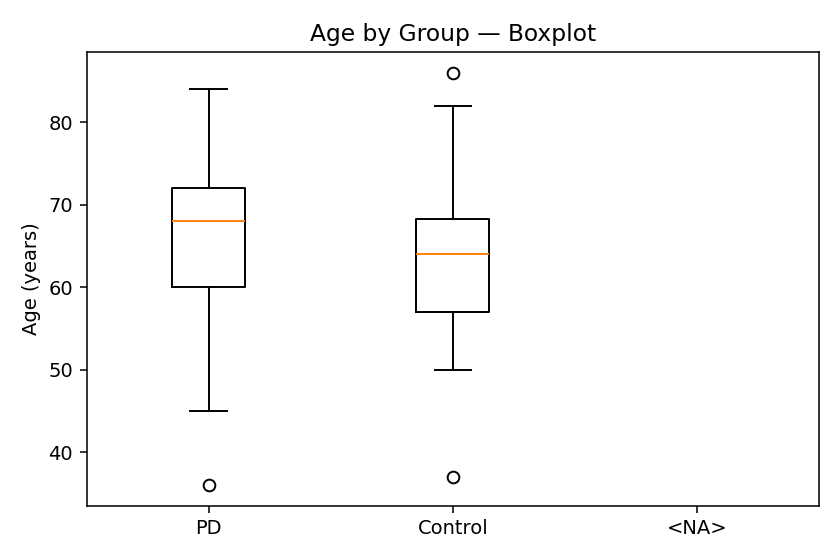 Age by Group — Boxplot
Age (years)
80
70
60
50
40
PD
Control
<NA>